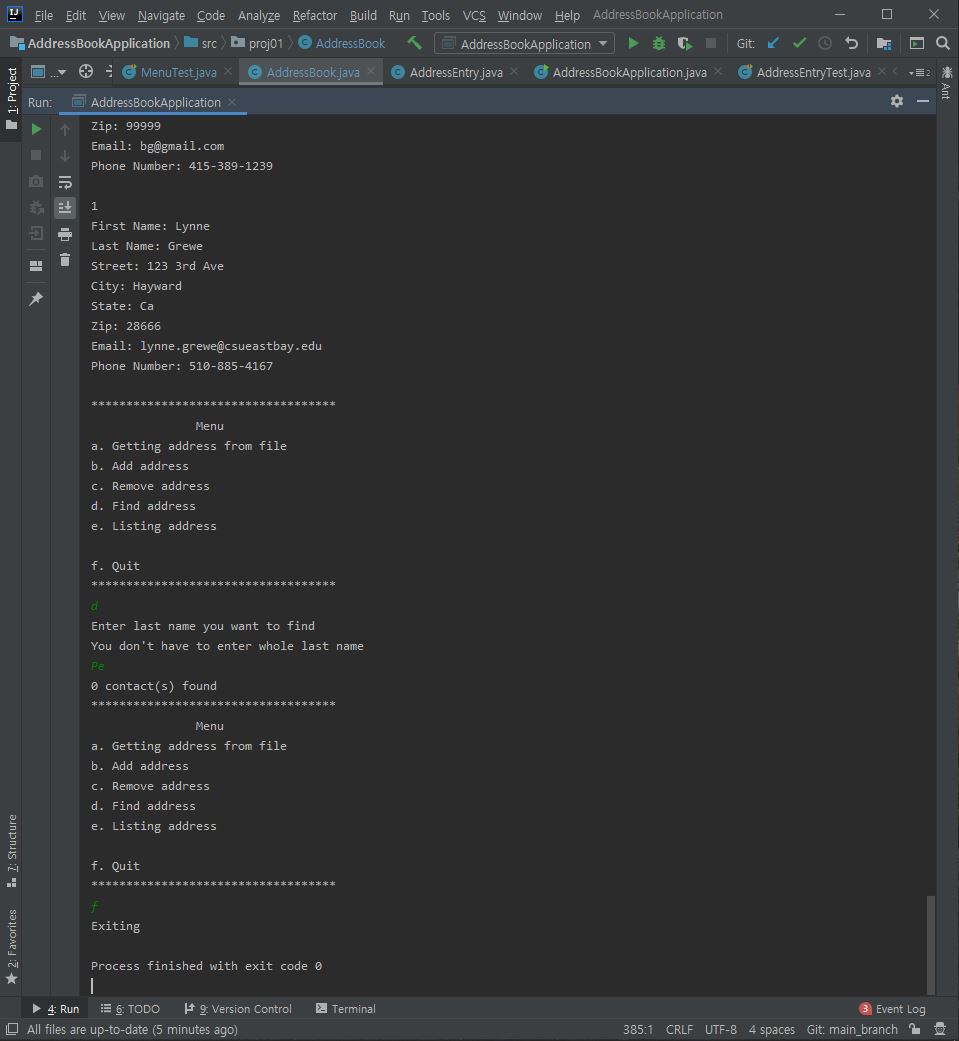 File Edit View Navigate Code Analyze Refactor Build Run Tools VCS Window Help AddressBookApplication
AddressBookApplication src proj01 AddressBook AddressBookApplication Git:
... MenuTest.java AddressBook.java AddressEntry.java AddressBookApplication.java AddressEntryTest.java 2
1: Project
Ant
Run: AddressBookApplication
Zip: 99999
Email: bg@gmail.com
Phone Number: 415-389-1239
1
First Name: Lynne
Last Name: Grewe
Street: 123 3rd Ave
City: Hayward
State: Ca
Zip: 28666
Email: lynne.grewe@csueastbay.edu
Phone Number: 510-885-4167
***********************************
Menu
a. Getting address from file
b. Add address
c. Remove address
d. Find address
e. Listing address
f. Quit
***********************************
d
Enter last name you want to find
You don't have to enter whole last name
Pe
0 contact(s) found
***********************************
Menu
a. Getting address from file
b. Add address
c. Remove address
d. Find address
e. Listing address
f. Quit
***********************************
f
Exiting
Process finished with exit code 0
7: Structure
2: Favorites
4: Run 6: TODO 9: Version Control Terminal 3 Event Log
All files are up-to-date (5 minutes ago) 385:1 CRLF UTF-8 4 spaces Git: main_branch